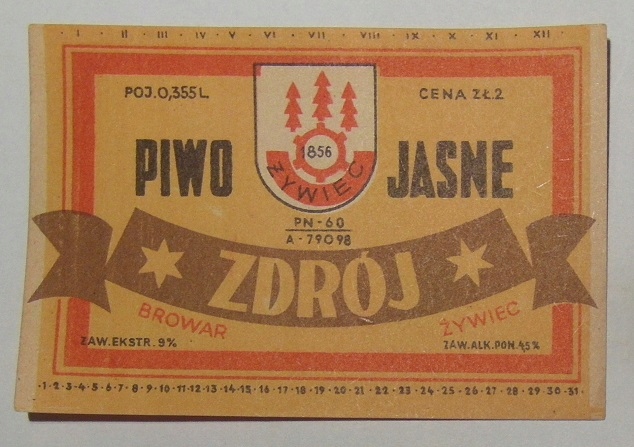 I · II · III · IV · V · VI · VII · VIII · IX · X · XI · XII ·
POJ.0,355L
CENA ZŁ.2
PIWO
1856
ŻYWIEC
JASNE
PN-60
A-79098
ZDRÓJ
BROWAR
ŻYWIEC
ZAW.EKSTR.9%
ZAW.ALK.PON.4,5%
·1·2·3·4·5·6·7·8·9·10·11·12·13·14·15·16·17·18·19·20·21·22·23·24·25·26·27·28·29·30·31·